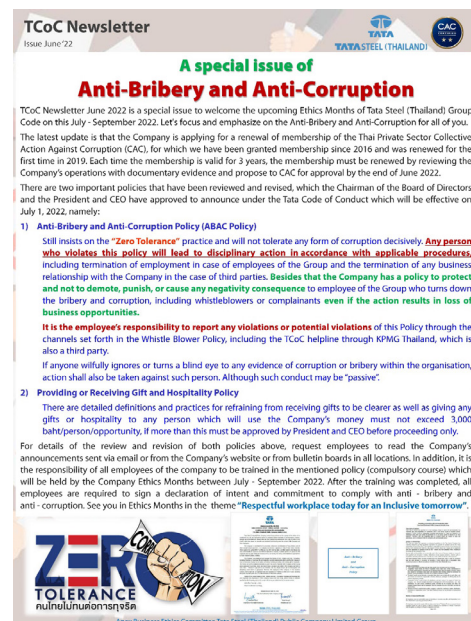 TCoC Newsletter
Issue June'22
TATA
TATA STEEL (THAILAND)
CAC
A special issue of
Anti-Bribery and Anti-Corruption
TCoC Newsletter June 2022 is a special issue to welcome the upcoming Ethics Months of Tata Steel (Thailand) Group
Code on this July - September 2022. Let's focus and emphasize on the Anti-Bribery and Anti-Corruption for all of you.
The latest update is that the Company is applying for a renewal of membership of the Thai Private Sector Collective
Action Against Corruption (CAC), for which we have been granted membership since 2016 and was renewed for the
first time in 2019. Each time the membership is valid for 3 years, the membership must be renewed by reviewing the
Company's operations with documentary evidence and propose to CAC for approval by the end of June 2022.
There are two important policies that have been reviewed and revised, which the Chairman of the Board of Directors
and the President and CEO have approved to announce under the Tata Code of Conduct which will be effective on
July 1, 2022, namely:
1) Anti-Bribery and Anti-Corruption Policy (ABAC Policy)
Still insists on the "Zero Tolerance" practice and will not tolerate any form of corruption decisively. Any person
who violates this policy will lead to disciplinary action in accordance with applicable procedures,
including termination of employment in case of employees of the Group and the termination of any business
relationship with the Company in the case of third parties. Besides that the Company has a policy to protect
and not to demote, punish, or cause any negativity consequence to employee of the Group who turns down
the bribery and corruption, including whistleblowers or complainants even if the action results in loss of
business opportunities.
It is the employee's responsibility to report any violations or potential violations of this Policy through the
channels set forth in the Whistle Blower Policy, including the TCoC helpline through KPMG Thailand, which is
also a third party.
If anyone wilfully ignores or turns a blind eye to any evidence of corruption or bribery within the organisation,
action shall also be taken against such person. Although such conduct may be "passive".
2) Providing or Receiving Gift and Hospitality Policy
There are detailed definitions and practices for refraining from receiving gifts to be clearer as well as giving any
gifts or hospitality to any person which will use the Company's money must not exceed 3,000
baht/person/opportunity, if more than this must be approved by President and CEO before proceeding only.
For details of the review and revision of both policies above, request employees to read the Company's
announcements sent via email or from the Company's website or from bulletin boards in all locations. In addition, it is
the responsibility of all employees of the company to be trained in the mentioned policy (compulsory course) which
will be held by the Company Ethics Months between July - September 2022. After the training was completed, all
employees are required to sign a declaration of intent and commitment to comply with anti - bribery and
anti - corruption. See you in Ethics Months in the theme "Respectful workplace today for an Inclusive tomorrow".
ZERO
CORRUPTION
TOLERANCE
คนไทยไม่ทนต่อการทุจริต